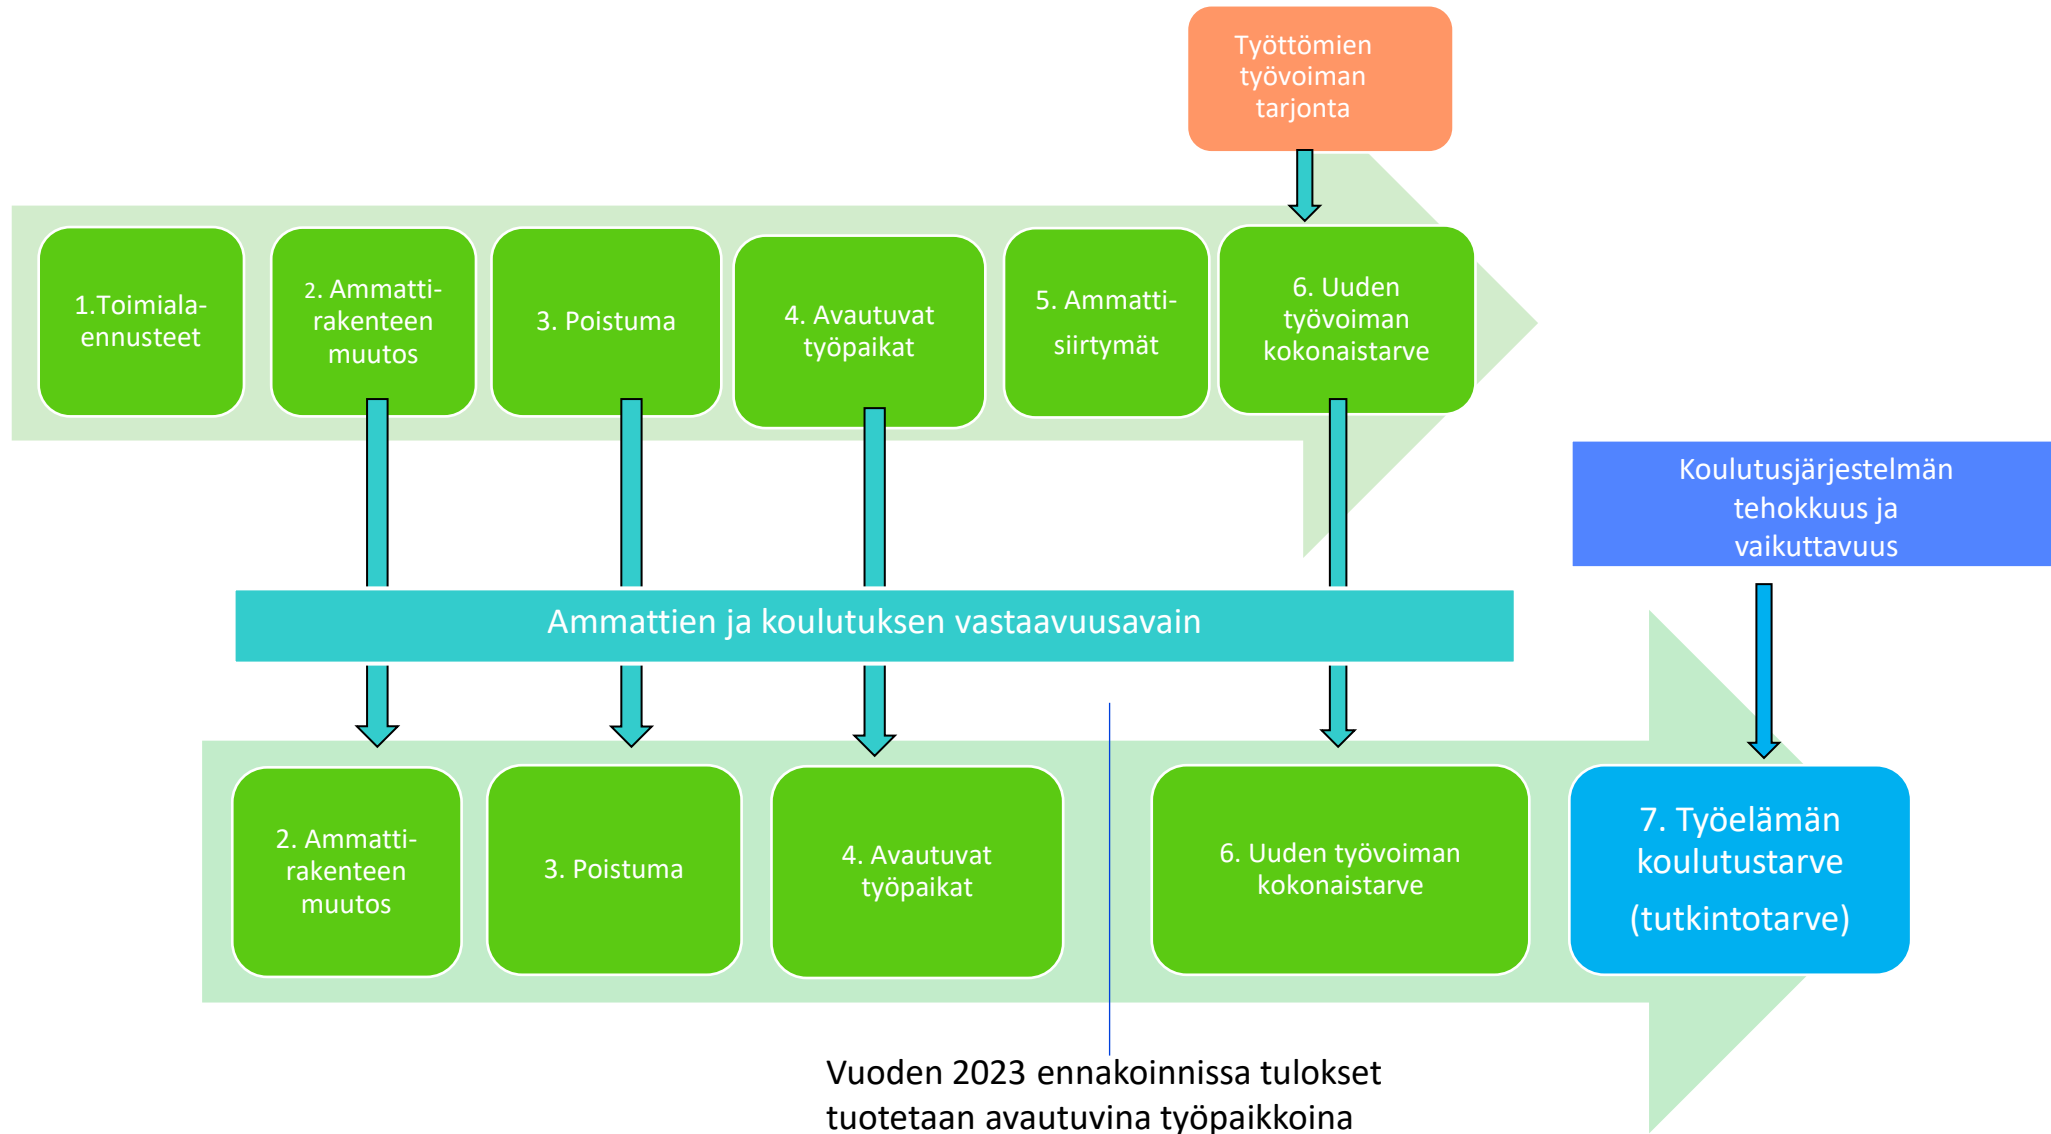 Työttömien
työvoiman
tarjonta
1.Toimiala-
ennusteet
2. Ammatti-
rakenteen
muutos
3. Poistuma
4. Avautuvat
työpaikat
5. Ammatti-
siirtymät
6. Uuden
työvoiman
kokonaistarve
Koulutusjärjestelmän
tehokkuus ja
vaikuttavuus
Ammattien ja koulutuksen vastaavuusavain
2. Ammatti-
rakenteen
muutos
3. Poistuma
4. Avautuvat
työpaikat
6. Uuden työvoiman
kokonaistarve
7. Työelämän
koulutustarve
(tutkintotarve)
Vuoden 2023 ennakoinnissa tulokset
tuotetaan avautuvina työpaikkoina